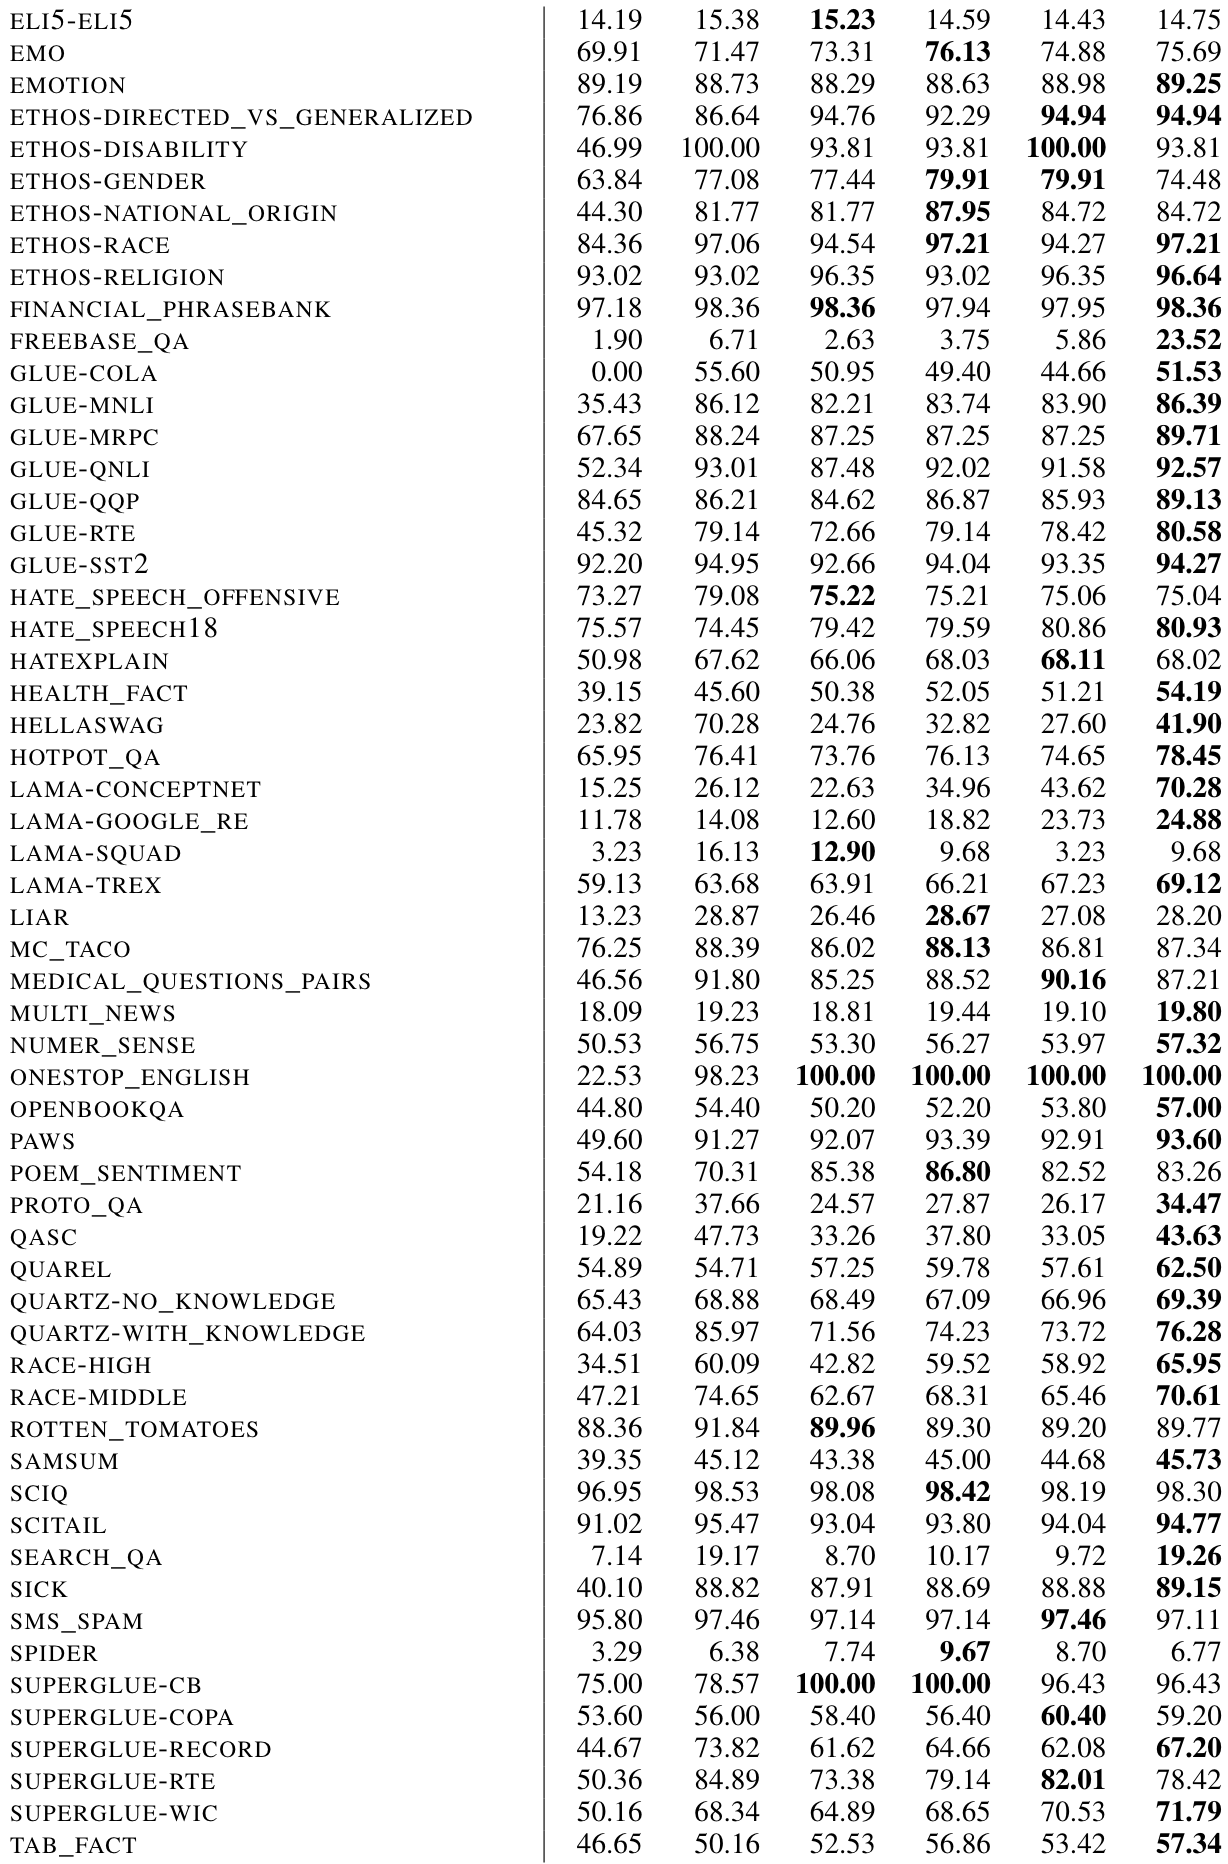 ELI5-ELI5 14.19 15.38 15.23 14.59 14.43 14.75
EMO 69.91 71.47 73.31 76.13 74.88 75.69
EMOTION 89.19 88.73 88.29 88.63 88.98 89.25
ETHOS-DIRECTED_VS_GENERALIZED 76.86 86.64 94.76 92.29 94.94 94.94
ETHOS-DISABILITY 46.99 100.00 93.81 93.81 100.00 93.81
ETHOS-GENDER 63.84 77.08 77.44 79.91 79.91 74.48
ETHOS-NATIONAL_ORIGIN 44.30 81.77 81.77 87.95 84.72 84.72
ETHOS-RACE 84.36 97.06 94.54 97.21 94.27 97.21
ETHOS-RELIGION 93.02 93.02 96.35 93.02 96.35 96.64
FINANCIAL_PHRASEBANK 97.18 98.36 98.36 97.94 97.95 98.36
FREEBASE_QA 1.90 6.71 2.63 3.75 5.86 23.52
GLUE-COLA 0.00 55.60 50.95 49.40 44.66 51.53
GLUE-MNLI 35.43 86.12 82.21 83.74 83.90 86.39
GLUE-MRPC 67.65 88.24 87.25 87.25 87.25 89.71
GLUE-QNLI 52.34 93.01 87.48 92.02 91.58 92.57
GLUE-QQP 84.65 86.21 84.62 86.87 85.93 89.13
GLUE-RTE 45.32 79.14 72.66 79.14 78.42 80.58
GLUE-SST2 92.20 94.95 92.66 94.04 93.35 94.27
HATE_SPEECH_OFFENSIVE 73.27 79.08 75.22 75.21 75.06 75.04
HATE_SPEECH18 75.57 74.45 79.42 79.59 80.86 80.93
HATEXPLAIN 50.98 67.62 66.06 68.03 68.11 68.02
HEALTH_FACT 39.15 45.60 50.38 52.05 51.21 54.19
HELLASWAG 23.82 70.28 24.76 32.82 27.60 41.90
HOTPOT_QA 65.95 76.41 73.76 76.13 74.65 78.45
LAMA-CONCEPTNET 15.25 26.12 22.63 34.96 43.62 70.28
LAMA-GOOGLE_RE 11.78 14.08 12.60 18.82 23.73 24.88
LAMA-SQUAD 3.23 16.13 12.90 9.68 3.23 9.68
LAMA-TREX 59.13 63.68 63.91 66.21 67.23 69.12
LIAR 13.23 28.87 26.46 28.67 27.08 28.20
MC_TACO 76.25 88.39 86.02 88.13 86.81 87.34
MEDICAL_QUESTIONS_PAIRS 46.56 91.80 85.25 88.52 90.16 87.21
MULTI_NEWS 18.09 19.23 18.81 19.44 19.10 19.80
NUMER_SENSE 50.53 56.75 53.30 56.27 53.97 57.32
ONESTOP_ENGLISH 22.53 98.23 100.00 100.00 100.00 100.00
OPENBOOKQA 44.80 54.40 50.20 52.20 53.80 57.00
PAWS 49.60 91.27 92.07 93.39 92.91 93.60
POEM_SENTIMENT 54.18 70.31 85.38 86.80 82.52 83.26
PROTO_QA 21.16 37.66 24.57 27.87 26.17 34.47
QASC 19.22 47.73 33.26 37.80 33.05 43.63
QUAREL 54.89 54.71 57.25 59.78 57.61 62.50
QUARTZ-NO_KNOWLEDGE 65.43 68.88 68.49 67.09 66.96 69.39
QUARTZ-WITH_KNOWLEDGE 64.03 85.97 71.56 74.23 73.72 76.28
RACE-HIGH 34.51 60.09 42.82 59.52 58.92 65.95
RACE-MIDDLE 47.21 74.65 62.67 68.31 65.46 70.61
ROTTEN_TOMATOES 88.36 91.84 89.96 89.30 89.20 89.77
SAMSUM 39.35 45.12 43.38 45.00 44.68 45.73
SCIQ 96.95 98.53 98.08 98.42 98.19 98.30
SCITAIL 91.02 95.47 93.04 93.80 94.04 94.77
SEARCH_QA 7.14 19.17 8.70 10.17 9.72 19.26
SICK 40.10 88.82 87.91 88.69 88.88 89.15
SMS_SPAM 95.80 97.46 97.14 97.14 97.46 97.11
SPIDER 3.29 6.38 7.74 9.67 8.70 6.77
SUPERGLUE-CB 75.00 78.57 100.00 100.00 96.43 96.43
SUPERGLUE-COPA 53.60 56.00 58.40 56.40 60.40 59.20
SUPERGLUE-RECORD 44.67 73.82 61.62 64.66 62.08 67.20
SUPERGLUE-RTE 50.36 84.89 73.38 79.14 82.01 78.42
SUPERGLUE-WIC 50.16 68.34 64.89 68.65 70.53 71.79
TAB_FACT 46.65 50.16 52.53 56.86 53.42 57.34